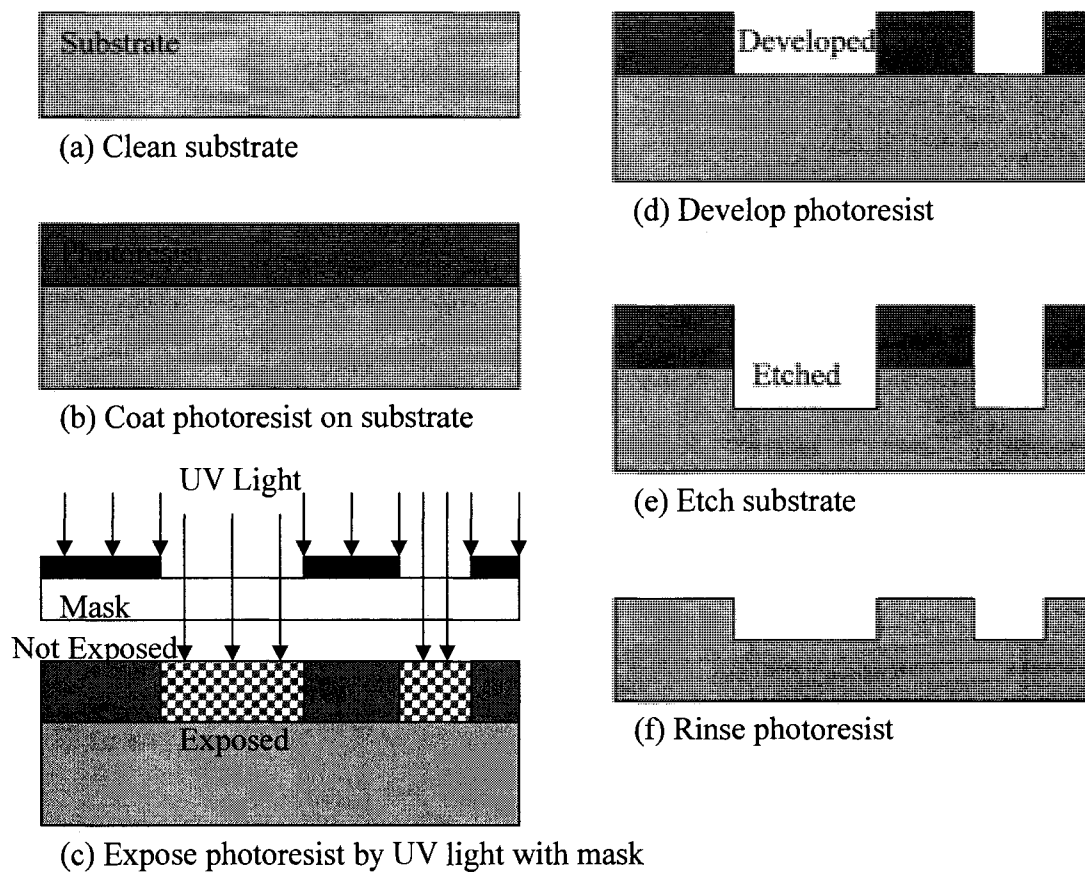 Substrate
(a) Clean substrate
Photoresist
(b) Coat photoresist on substrate
UV Light
Mask
Not Exposed
Exposed
(c) Expose photoresist by UV light with mask
Developed
(d) Develop photoresist
Etched
(e) Etch substrate
(f) Rinse photoresist